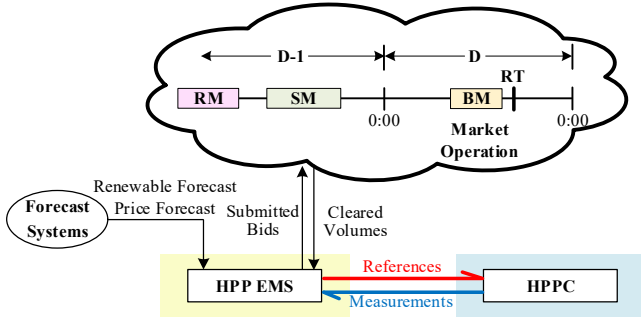 D-1
D
RT
RM
SM
BM
0:00
0:00
Market
Operation
Renewable Forecast
Price Forecast
Forecast
Systems
Submitted
Bids
Cleared
Volumes
References
HPP EMS
HPPC
Measurements